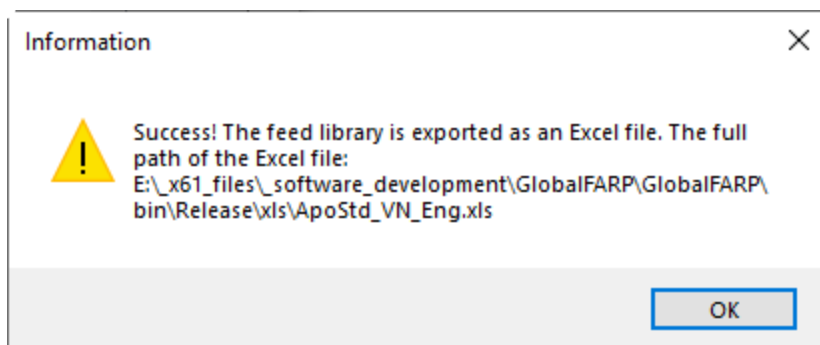 Information
Success! The feed library is exported as an Excel file. The full
path of the Excel file:
E:\_x61_files\_software_development\GlobalFARP\GlobalFARP\
bin\Release\xls\ApoStd_VN_Eng.xls
OK